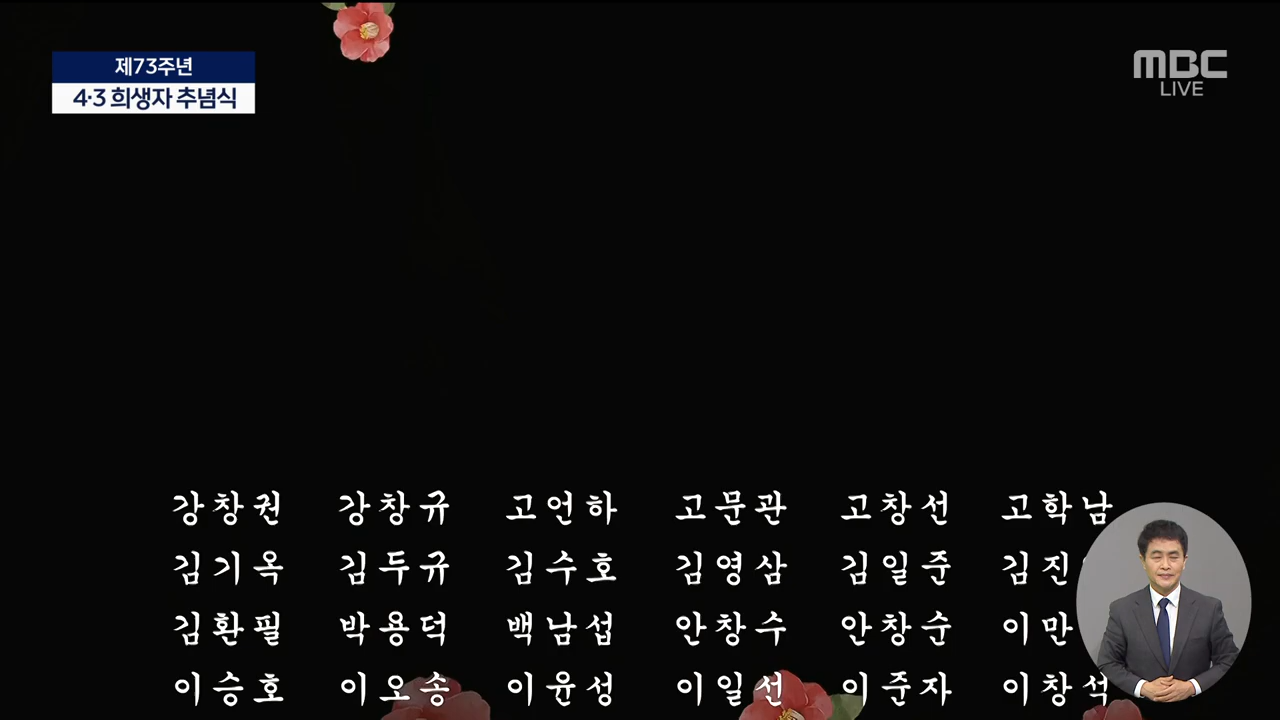 제73주년
4·3 희생자 추념식
MBC
LIVE
강창권 강창규 고언하 고문관 고창선 고학남
김기옥 김두규 김수호 김영삼 김일준
김환필 박용덕 백남섭 안창수 안창순
이승호 이오송 이윤성 이일선 이준자 이창석